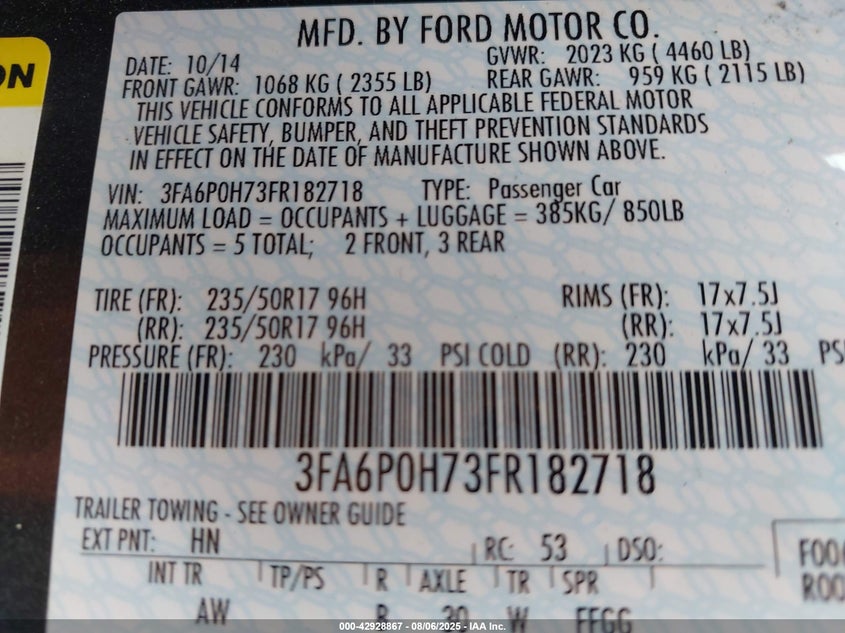 ON
MFD. BY FORD MOTOR CO.
DATE: 10/14 GVWR: 2023 KG ( 4460 LB)
FRONT GAWR: 1068 KG ( 2355 LB) REAR GAWR: 959 KG ( 2115 LB)
THIS VEHICLE CONFORMS TO ALL APPLICABLE FEDERAL MOTOR
VEHICLE SAFETY, BUMPER, AND THEFT PREVENTION STANDARDS
IN EFFECT ON THE DATE OF MANUFACTURE SHOWN ABOVE.
VIN: 3FA6P0H73FR182718 TYPE: Passenger Car
MAXIMUM LOAD = OCCUPANTS + LUGGAGE = 385KG/ 850LB
OCCUPANTS = 5 TOTAL; 2 FRONT, 3 REAR
TIRE (FR): 235/50R17 96H RIMS (FR): 17x7.5J
(RR): 235/50R17 96H (RR): 17x7.5J
PRESSURE (FR): 230 kPa/ 33 PSI COLD (RR): 230 kPa/ 33 PS
3FA6P0H73FR182718
TRAILER TOWING - SEE OWNER GUIDE
EXT PNT: HN RC: 53 DSO:
F00
INT TR TP/PS R AXLE TR SPR R00
AW B 20 W FFGG
000-42928867 - 08/06/2025 - IAA Inc.